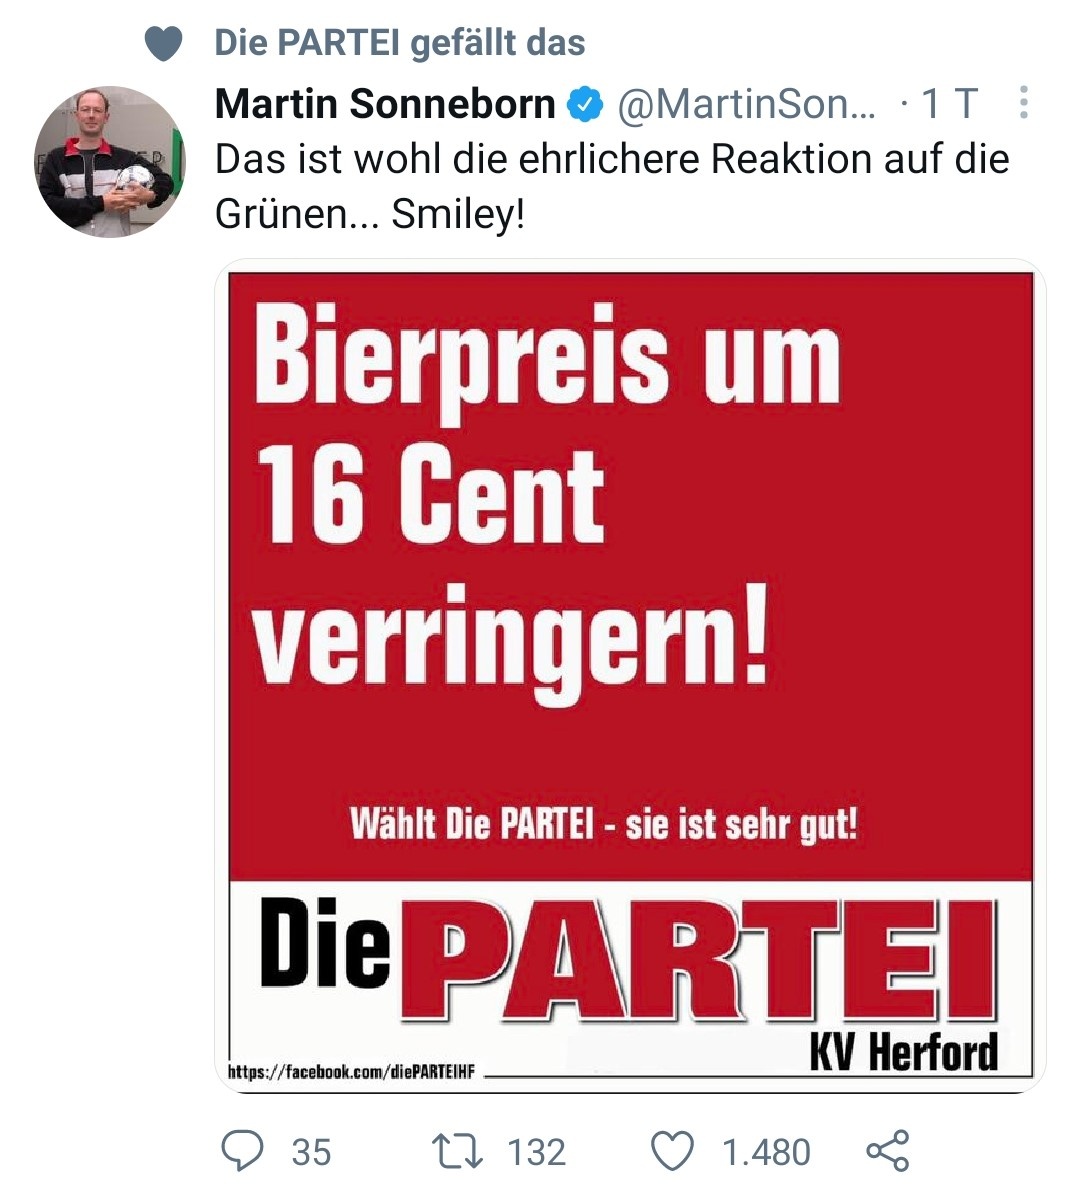 Die PARTEI gefällt das
Martin Sonneborn @MartinSon... · 1 T
Das ist wohl die ehrlichere Reaktion auf die
Grünen... Smiley!
Bierpreis um
16 Cent
verringern!
Wählt Die PARTEI - sie ist sehr gut!
Die PARTEI
KV Herford
https://facebook.com/diePARTEIHF
35 132 1.480